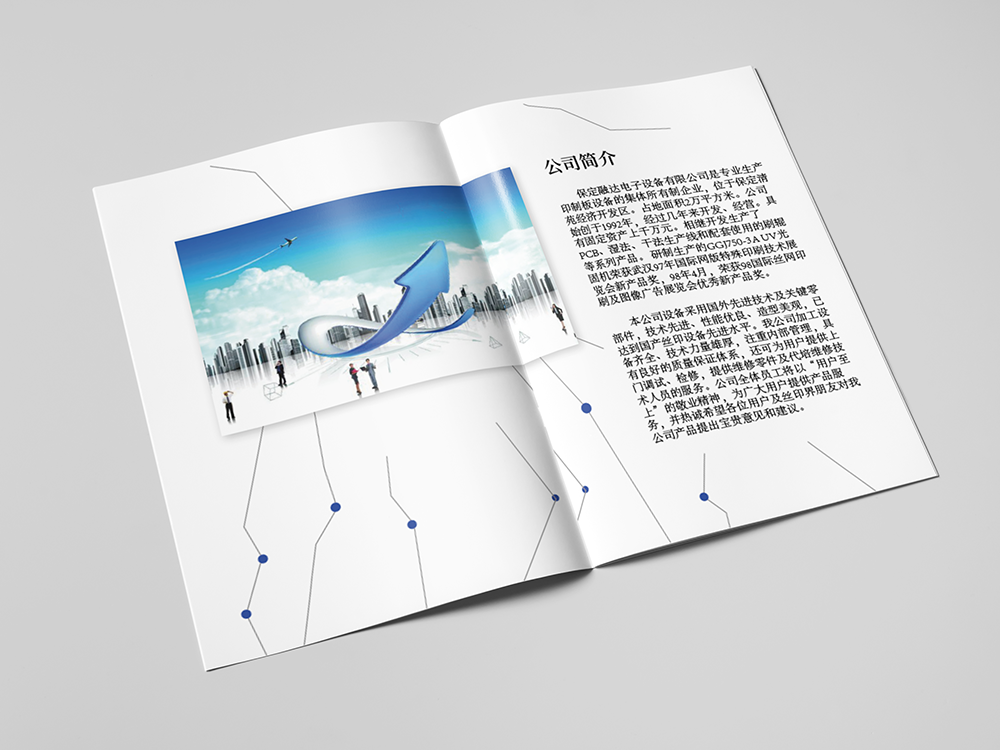 公司简介
保定融达电子设备有限公司是专业生产
印制板设备的集体所有制企业，位于保定清
苑经济开发区。占地面积2万平方米。公司
始创于1992年，经过几年来开发、经营。具
有固定资产上千万元。相继开发生产了
PCB、湿法、干法生产线和配套使用的刷辊
等系列产品。研制生产的GGJ750-3A UV光
固机荣获武汉97年国际网版特殊印刷技术展
览会新产品奖，98年4月，荣获98国际丝网印
刷及图像广告展览会优秀新产品奖。
本公司设备采用国外先进技术及关键零
部件，技术先进、性能优良、造型美观，已
达到国产丝印设备先进水平。我公司加工设
备齐全、技术力量雄厚，注重内部管理，具
有良好的质量保证体系，还可为用户提供上
门调试、检修，提供维修零件及代培维修技
术人员的服务。公司全体员工将以“用户至
上”的敬业精神，为广大用户提供产品服
务，并热诚希望各位用户及丝印界朋友对我
公司产品提出宝贵意见和建议。